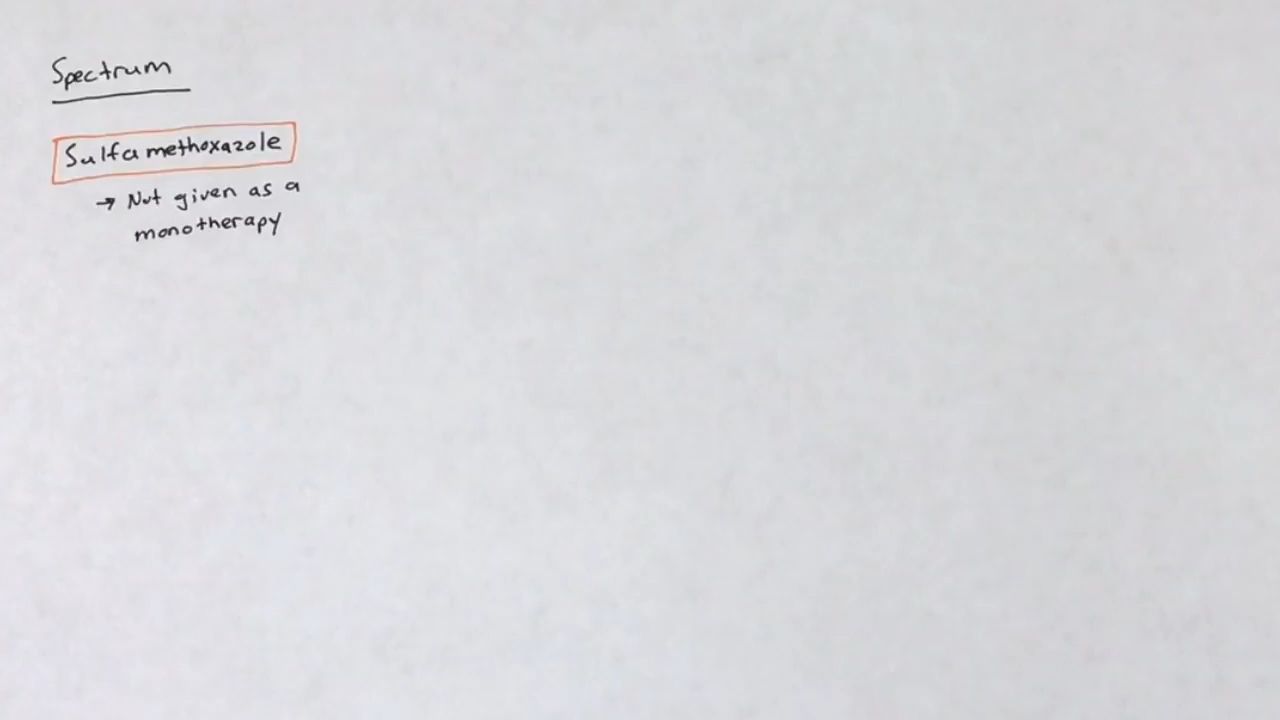 Spectrum
Sulfamethoxazole
→ Not given as a
monotherapy